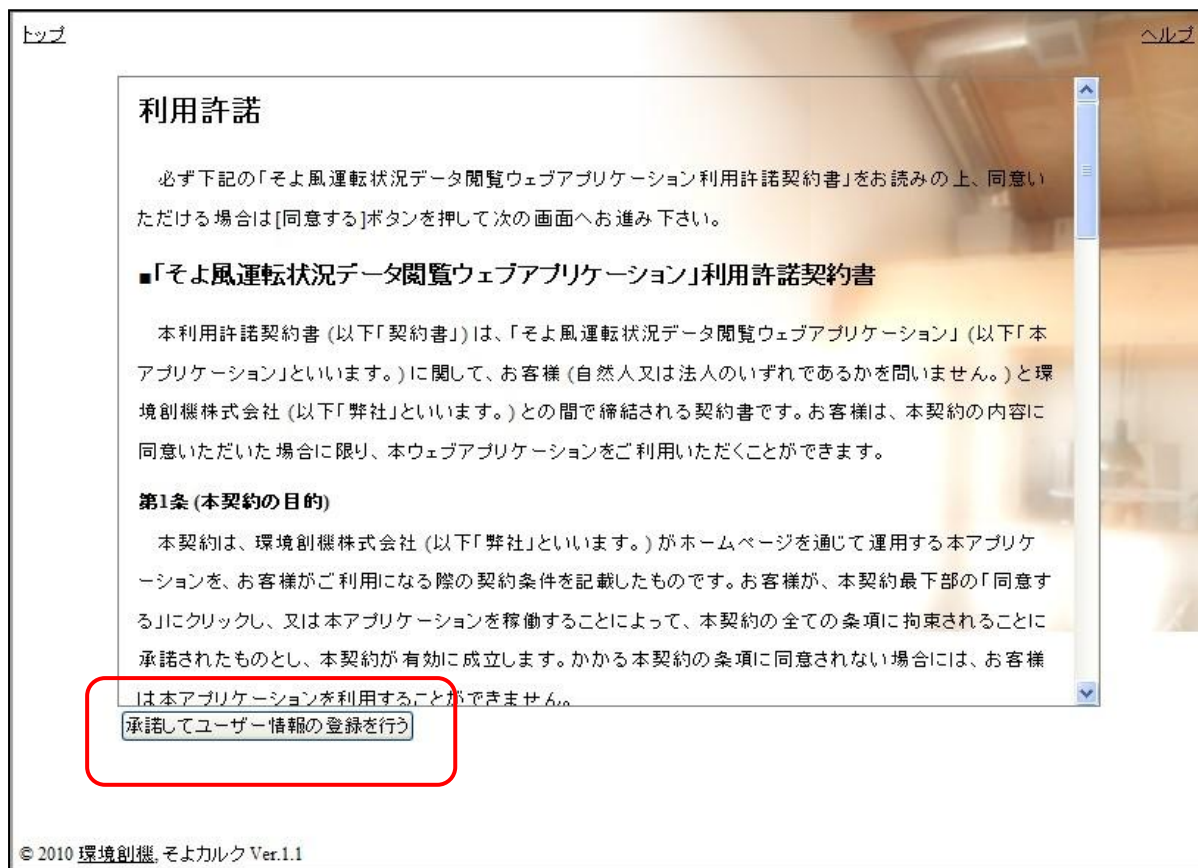 トップ
ヘルプ
利用許諾
必ず下記の「そよ風運転状況データ閲覧ウェブアプリケーション利用許諾契約書」をお読みの上、同意い
ただける場合は[同意する]ボタンを押して次の画面へお進み下さい。
■「そよ風運転状況データ閲覧ウェブアプリケーション」利用許諾契約書
本利用許諾契約書 (以下「契約書」) は、「そよ風運転状況データ閲覧ウェブアプリケーション」 (以下「本
アプリケーション」といいます。) に関して、お客様 (自然人又は法人のいずれであるかを問いません。) と環
境創機株式会社 (以下「弊社」といいます。) との間で締結される契約書です。お客様は、本契約の内容に
同意いただいた場合に限り、本ウェブアプリケーションをご利用いただくことができます。
第1条 (本契約の目的)
本契約は、環境創機株式会社 (以下「弊社」といいます。) がホームページを通じて運用する本アプリケ
ーションを、お客様がご利用になる際の契約条件を記載したものです。お客様が、本契約最下部の「同意す
る」にクリックし、又は本アプリケーションを稼働することによって、本契約の全ての条項に拘束されることに
承諾されたものとし、本契約が有効に成立します。かかる本契約の条項に同意されない場合には、お客様
は本アプリケーションを利用することができません。
承諾してユーザー情報の登録を行う
© 2010 環境創機, そよカルク Ver.1.1